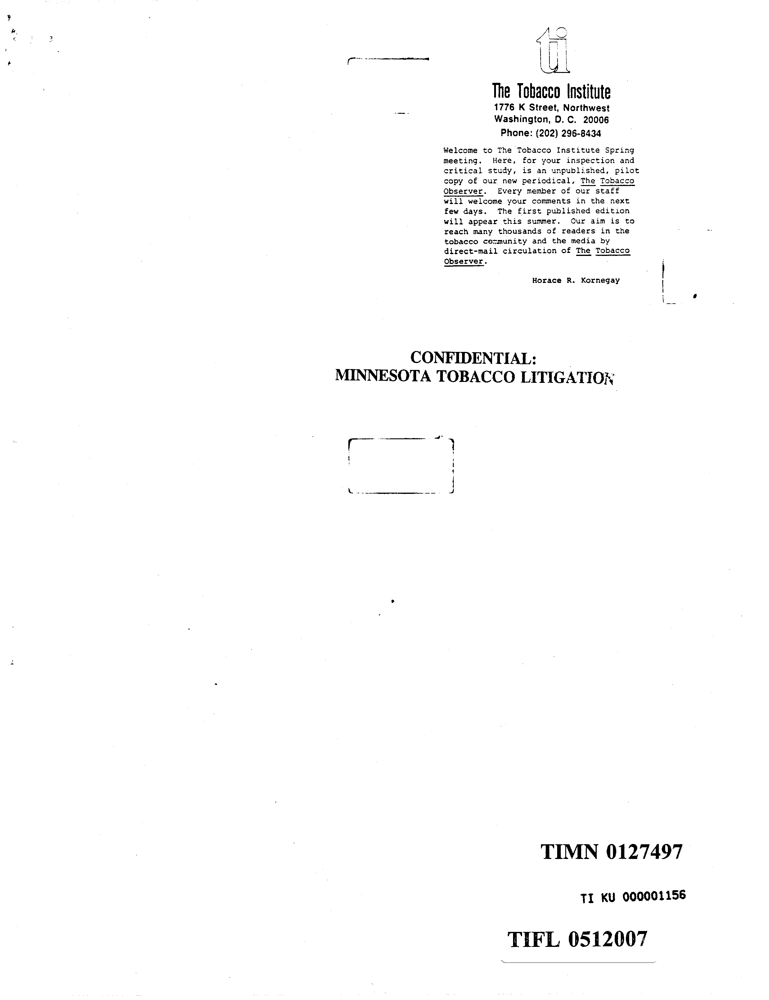 ti
The Tobacco Institute
1776 K Street, Northwest
Washington, D. C. 20006
Phone: (202) 296-8434
Welcome to The Tobacco Institute Spring
meeting. Here, for your inspection and
critical study, is an unpublished, pilot
copy of our new periodical, The Tobacco
Observer. Every member of our staff
will welcome your comments in the next
few days. The first published edition
will appear this summer. Our aim is to
reach many thousands of readers in the
tobacco community and the media by
direct-mail circulation of The Tobacco
Observer.
Horace R. Kornegay
CONFIDENTIAL:
MINNESOTA TOBACCO LITIGATION
TIMN 0127497
TI KU 000001156
TIFL 0512007